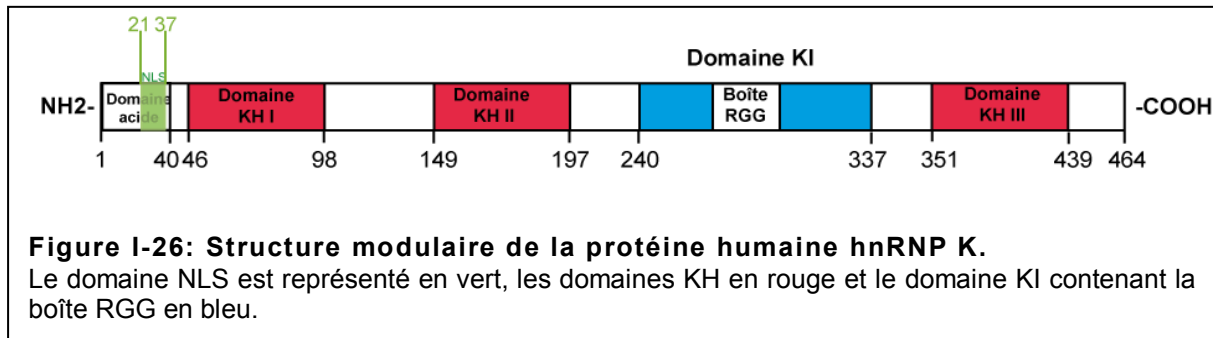 21 37
Domaine KI
NLS
NH2- Domaine acide Domaine KH I Domaine KH II Boîte RGG Domaine KH III -COOH
1 40 46 98 149 197 240 337 351 439 464
Figure I-26: Structure modulaire de la protéine humaine hnRNP K.
Le domaine NLS est représenté en vert, les domaines KH en rouge et le domaine KI contenant la
boîte RGG en bleu.